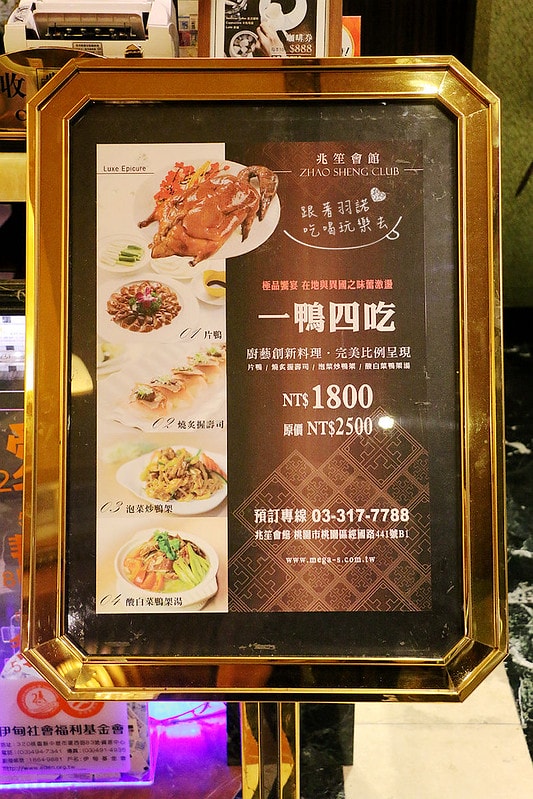 咖啡券
$888
收
Luxe Epicure
兆笙會館
ZHAO SHENG CLUB
跟著羽諾
吃喝玩樂去
極品饗宴 在地與異國之味蕾激盪
一鴨四吃
廚藝創新料理・完美比例呈現
片鴨 / 燒炙握壽司 / 泡菜炒鴨架 / 酸白菜鴨架湯
NT$ 1800
原價 NT$2500
01 片鴨
02 燒炙握壽司
03 泡菜炒鴨架
04 酸白菜鴨架湯
預訂專線 03-317-7788
兆笙會館 桃園市桃園區經國路441號B1
www.mega-s.com.tw
伊甸社會福利基金會